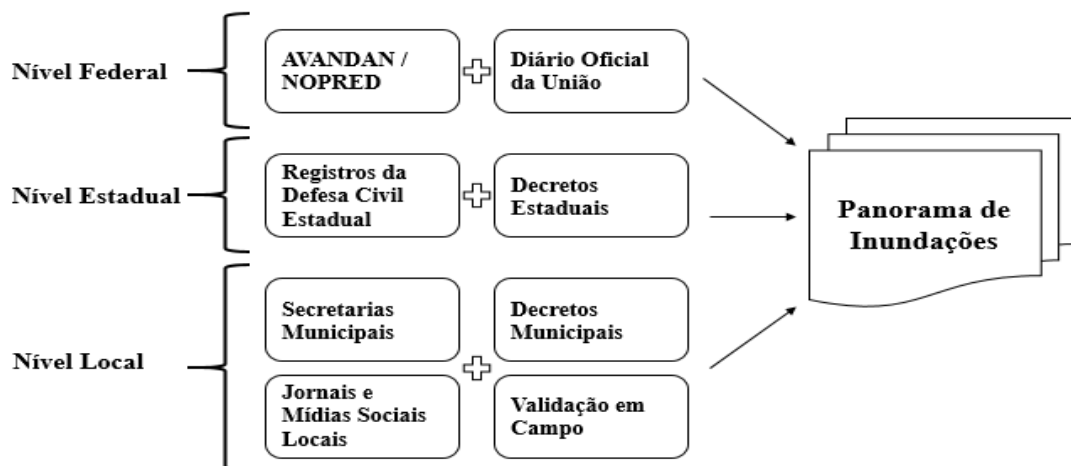 Nível Federal
AVANDAN /
NOPRED
Diário Oficial
da União
Nível Estadual
Registros da
Defesa Civil
Estadual
Decretos
Estaduais
Panorama de
Inundações
Nível Local
Secretarias
Municipais
Decretos
Municipais
Jornais e
Mídias Sociais
Locais
Validação em
Campo